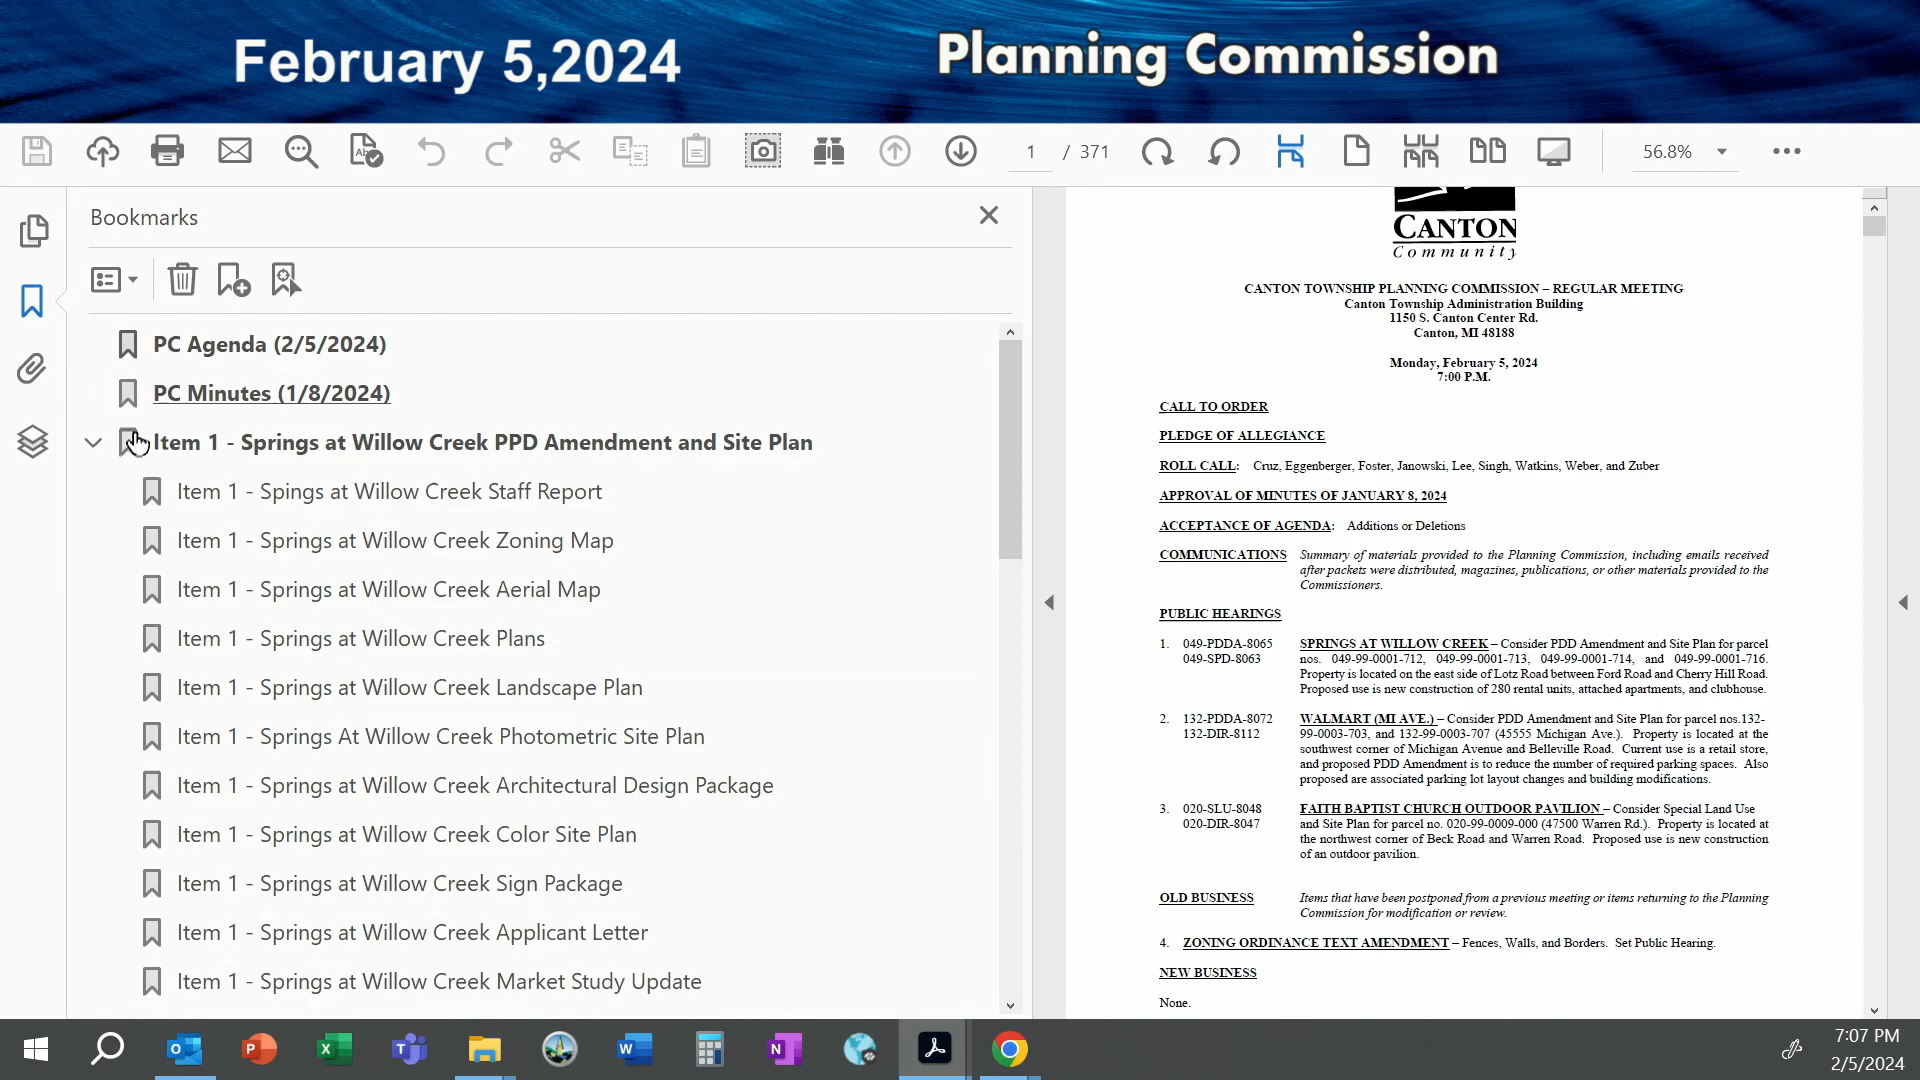 February 5,2024
Planning Commission
1 / 371
56.8%
Bookmarks
PC Agenda (2/5/2024)
PC Minutes (1/8/2024)
Item 1 - Springs at Willow Creek PPD Amendment and Site Plan
Item 1 - Spings at Willow Creek Staff Report
Item 1 - Springs at Willow Creek Zoning Map
Item 1 - Springs at Willow Creek Aerial Map
Item 1 - Springs at Willow Creek Plans
Item 1 - Springs at Willow Creek Landscape Plan
Item 1 - Springs At Willow Creek Photometric Site Plan
Item 1 - Springs at Willow Creek Architectural Design Package
Item 1 - Springs at Willow Creek Color Site Plan
Item 1 - Springs at Willow Creek Sign Package
Item 1 - Springs at Willow Creek Applicant Letter
Item 1 - Springs at Willow Creek Market Study Update
CANTON
Community
CANTON TOWNSHIP PLANNING COMMISSION – REGULAR MEETING
Canton Township Administration Building
1150 S. Canton Center Rd.
Canton, MI 48188
Monday, February 5, 2024
7:00 P.M.
CALL TO ORDER
PLEDGE OF ALLEGIANCE
ROLL CALL: Cruz, Eggenberger, Foster, Janowski, Lee, Singh, Watkins, Weber, and Zuber
APPROVAL OF MINUTES OF JANUARY 8, 2024
ACCEPTANCE OF AGENDA: Additions or Deletions
COMMUNICATIONS Summary of materials provided to the Planning Commission, including emails received
after packets were distributed, magazines, publications, or other materials provided to the
Commissioners.
PUBLIC HEARINGS
1. 049-PDDA-8065 SPRINGS AT WILLOW CREEK – Consider PDD Amendment and Site Plan for parcel
049-SPD-8063 nos. 049-99-0001-712, 049-99-0001-713, 049-99-0001-714, and 049-99-0001-716.
Property is located on the east side of Lotz Road between Ford Road and Cherry Hill Road.
Proposed use is new construction of 280 rental units, attached apartments, and clubhouse.
2. 132-PDDA-8072 WALMART (MI AVE.) – Consider PDD Amendment and Site Plan for parcel nos.132-
132-DIR-8112 99-0003-703, and 132-99-0003-707 (45555 Michigan Ave.). Property is located at the
southwest corner of Michigan Avenue and Belleville Road. Current use is a retail store,
and proposed PDD Amendment is to reduce the number of required parking spaces. Also
proposed are associated parking lot layout changes and building modifications.
3. 020-SLU-8048 FAITH BAPTIST CHURCH OUTDOOR PAVILION – Consider Special Land Use
020-DIR-8047 and Site Plan for parcel no. 020-99-0009-000 (47500 Warren Rd.). Property is located at
the northwest corner of Beck Road and Warren Road. Proposed use is new construction
of an outdoor pavilion.
OLD BUSINESS Items that have been postponed from a previous meeting or items returning to the Planning
Commission for modification or review.
4. ZONING ORDINANCE TEXT AMENDMENT – Fences, Walls, and Borders. Set Public Hearing.
NEW BUSINESS
None.
7:07 PM
2/5/2024